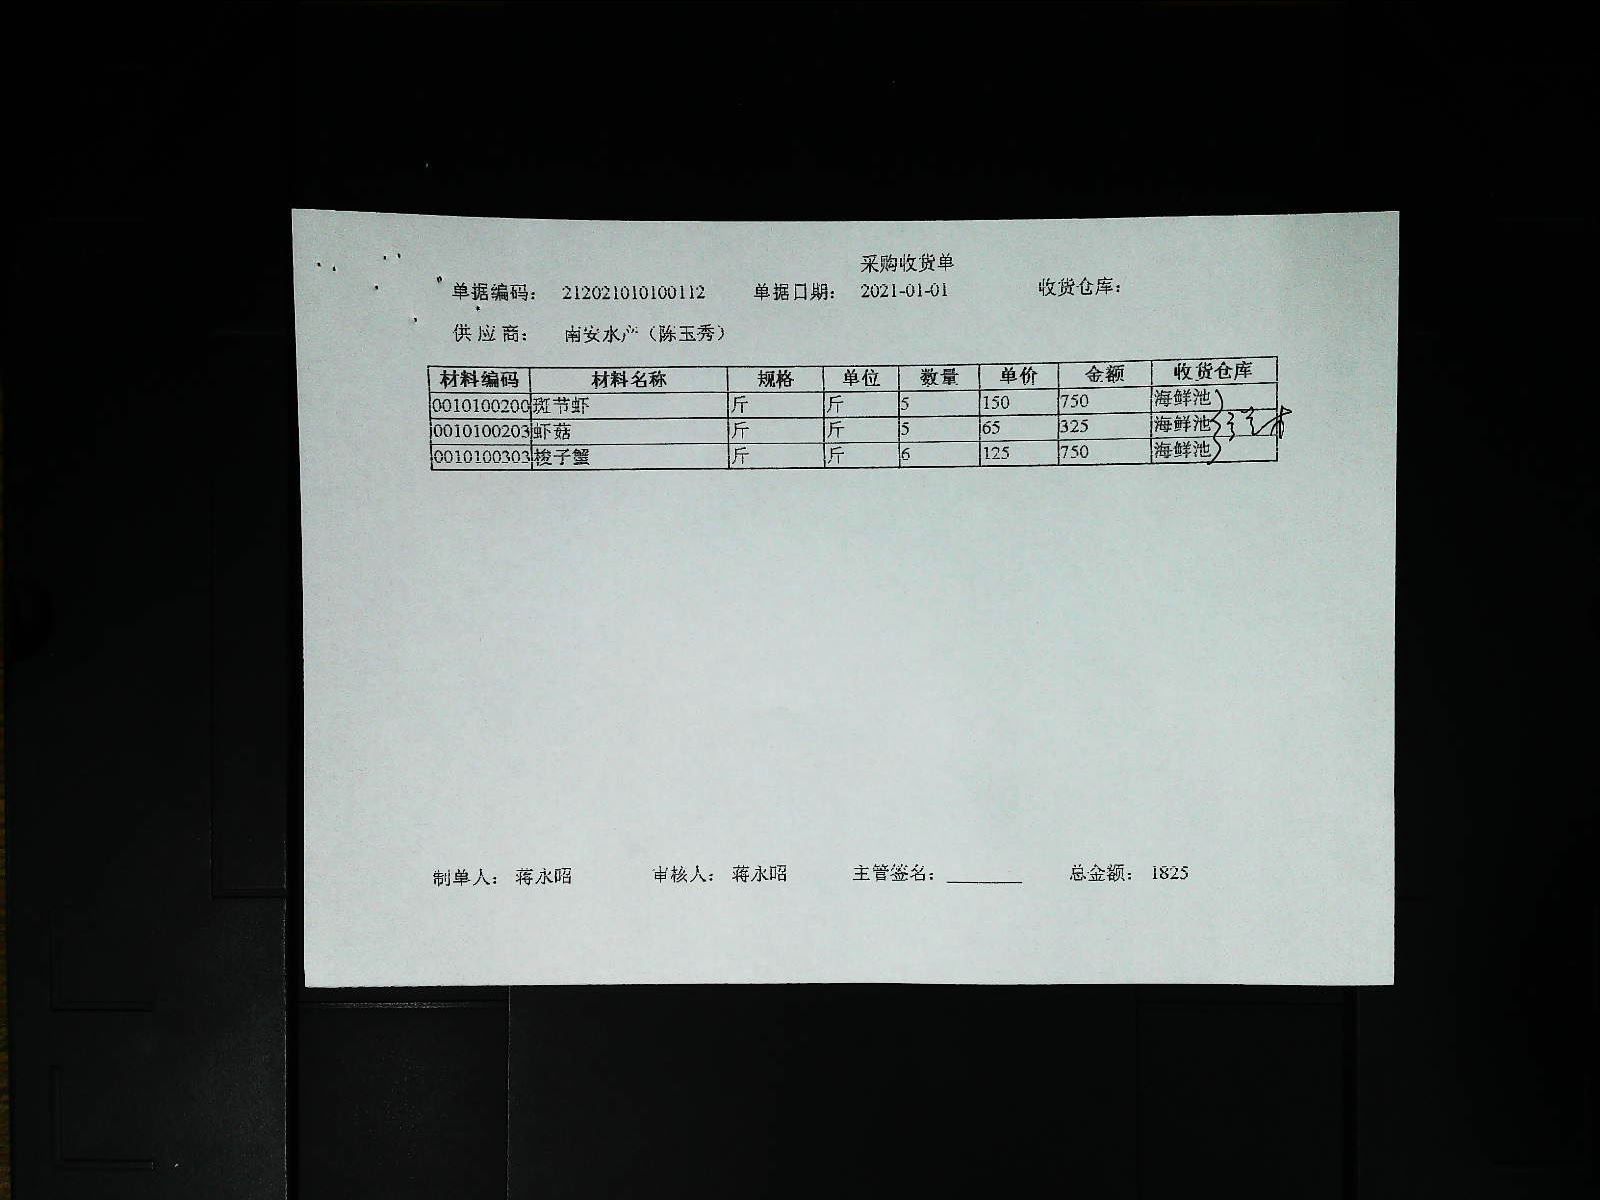 采购收货单
单据编码： 212021010100112 单据日期： 2021-01-01 收货仓库：
供 应 商： 南安水产（陈玉秀）
材料编码 材料名称 规格 单位 数量 单价 金额 收货仓库
0010100200 斑节虾 斤 斤 5 150 750 海鲜池
0010100203 虾菇 斤 斤 5 65 325 海鲜池
0010100303 梭子蟹 斤 斤 6 125 750 海鲜池
制单人： 蒋永昭 审核人： 蒋永昭 主管签名： 总金额： 1825